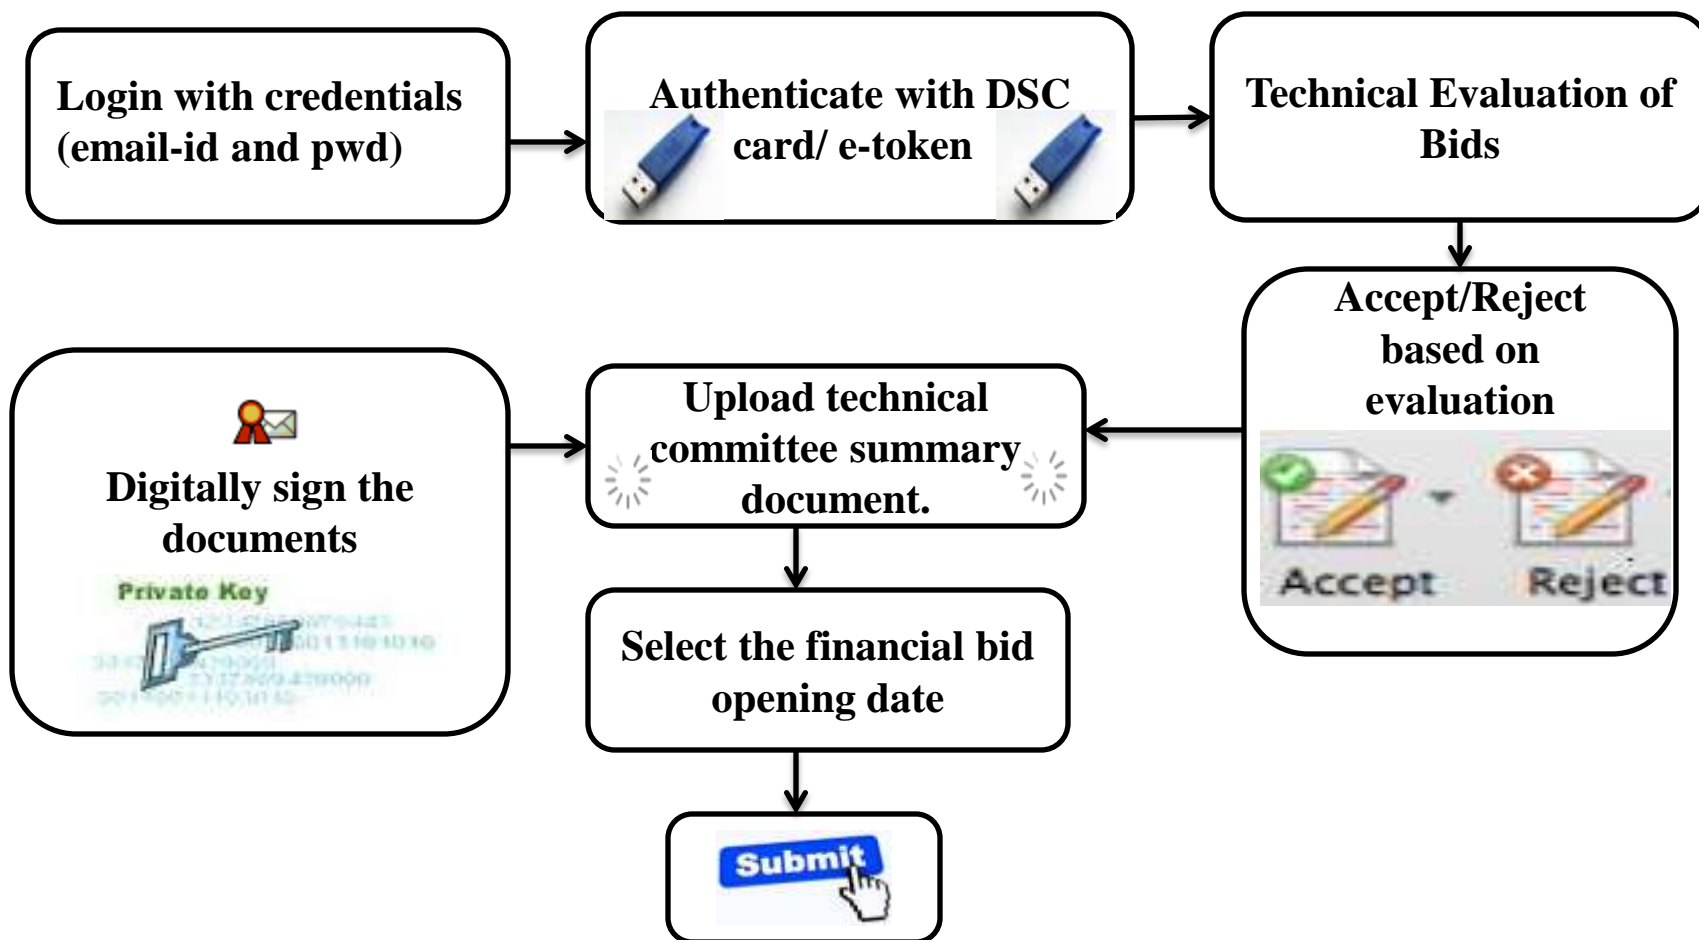 Login with credentials
(email-id and pwd)
Authenticate with DSC
card/ e-token
Technical Evaluation of
Bids
Accept/Reject
based on
evaluation
Accept
Reject
Upload technical
committee summary
document.
Digitally sign the
documents
Private Key
Select the financial bid
opening date
Submit